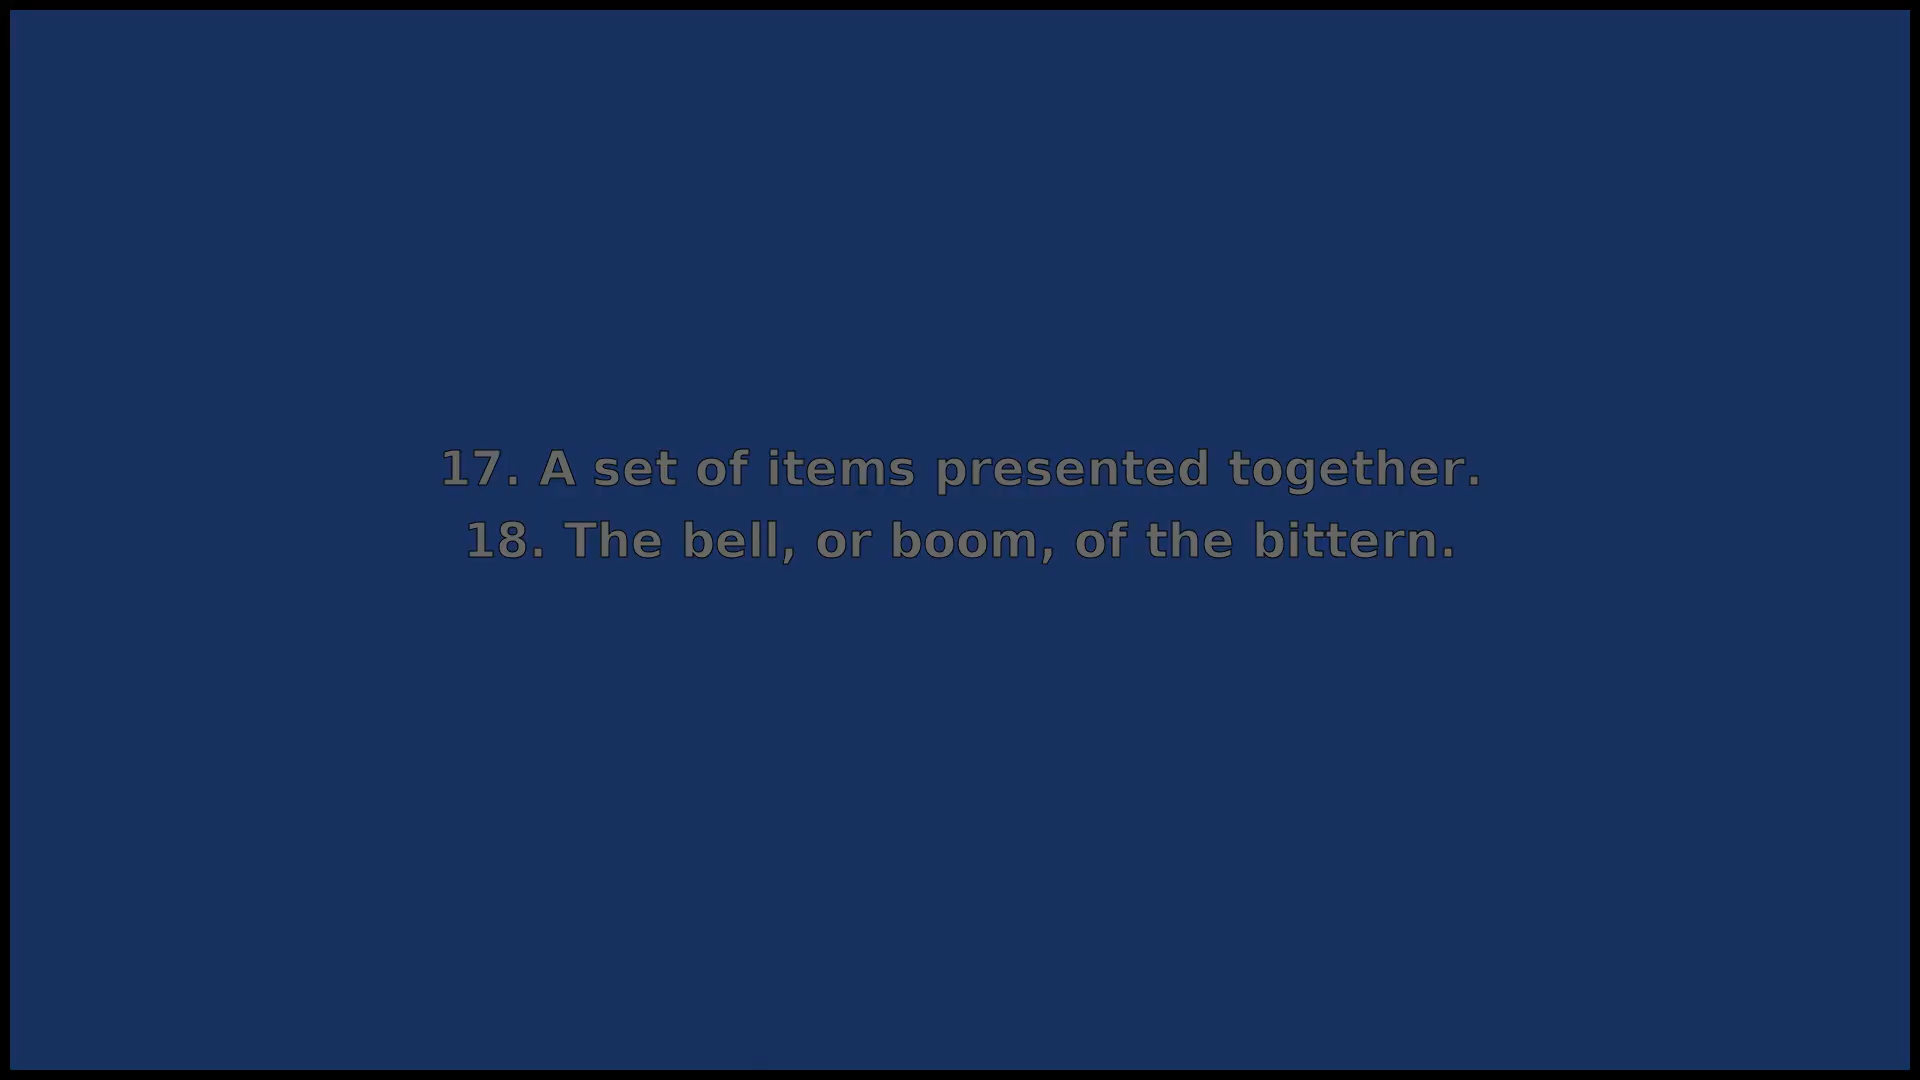 17. A set of items presented together.
18. The bell, or boom, of the bittern.